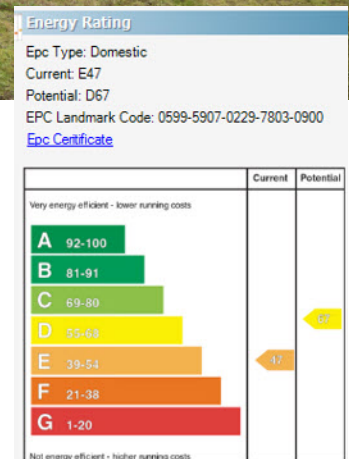 Energy Rating
Epc Type: Domestic
Current: E47
Potential: D67
EPC Landmark Code: 0599-5907-0229-7803-0900
Epc Certificate
Current Potential
Very energy efficient - lower running costs
A 92-100
B 81-91
C 69-80
D 55-68
E 39-54
47
67
F 21-38
G 1-20
Not energy efficient - higher running costs